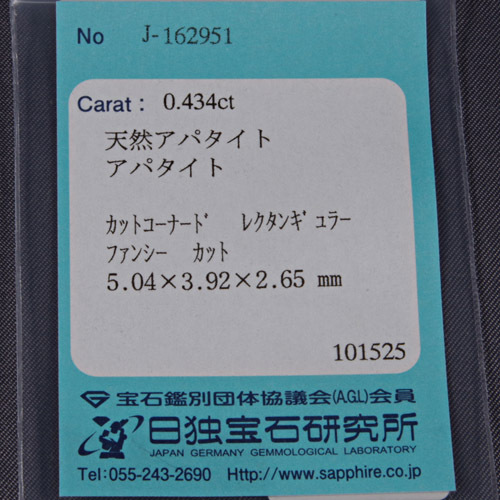 No J-162951
Carat: 0.434ct
天然アパタイト
アパタイト
ｶｯﾄｺｰﾅｰﾄﾞ ﾚｸﾀﾝｷﾞｭﾗｰ
ﾌｧﾝｼｰ ｶｯﾄ
5.04×3.92×2.65 mm
101525
宝石鑑別団体協議会(A.G.L)会員
日独宝石研究所
JAPAN GERMANY GEMMOLOGICAL LABORATORY
Tel:055-243-2690 Http://www.sapphire.co.jp